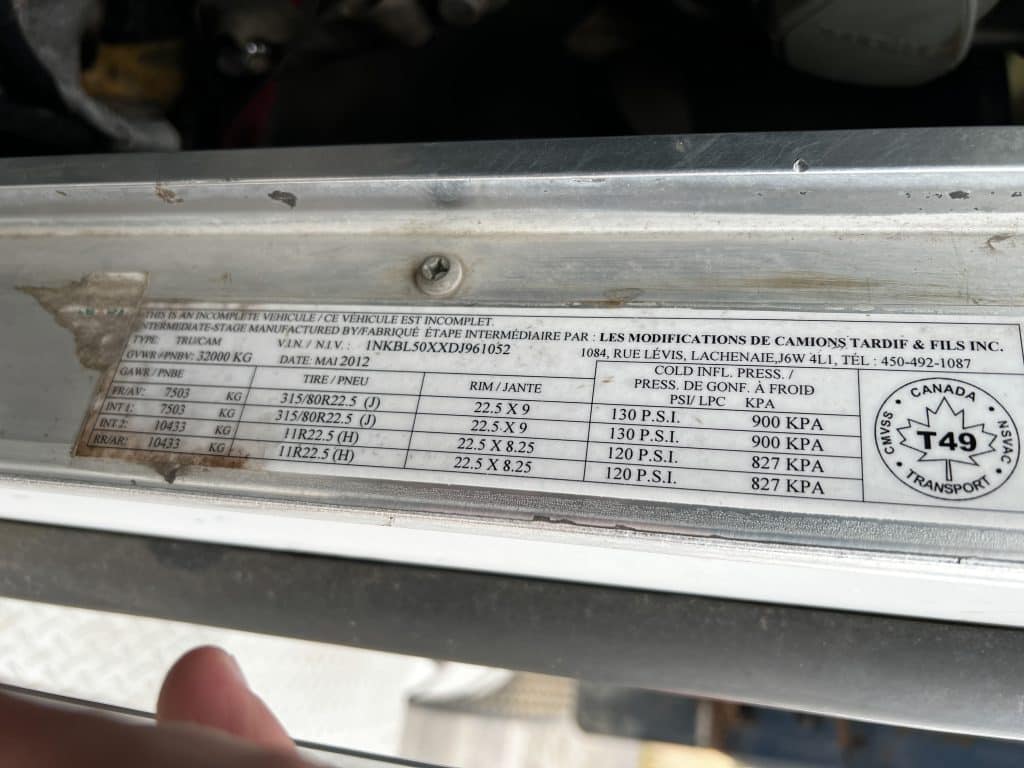 THIS IS AN INCOMPLETE VEHICULE / CE VÉHICULE EST INCOMPLET.
INTERMEDIATE-STAGE MANUFACTURED BY/FABRIQUÉ ÉTAPE INTERMÉDIAIRE PAR : LES MODIFICATIONS DE CAMIONS TARDIF & FILS INC.
TYPE: TRU/CAM V.I.N. / N.I.V. : 1NKBL50XXDJ961052 1084, RUE LÉVIS, LACHENAIE,J6W 4L1, TÉL : 450-492-1087
GVWR /PNBV: 32000 KG DATE: MAI 2012
GAWR / PNBE TIRE / PNEU RIM / JANTE COLD INFL. PRESS. /
PRESS. DE GONF. À FROID
PSI/ LPC KPA
FR/AV: 7503 KG 315/80R22.5 (J) 22.5 X 9 130 P.S.I. 900 KPA
INT 1: 7503 KG 315/80R22.5 (J) 22.5 X 9 130 P.S.I. 900 KPA
INT 2: 10433 KG 11R22.5 (H) 22.5 X 8.25 120 P.S.I. 827 KPA
RR/AR: 10433 KG 11R22.5 (H) 22.5 X 8.25 120 P.S.I. 827 KPA
CANADA
CMVSS
NSVAC
T49
TRANSPORT